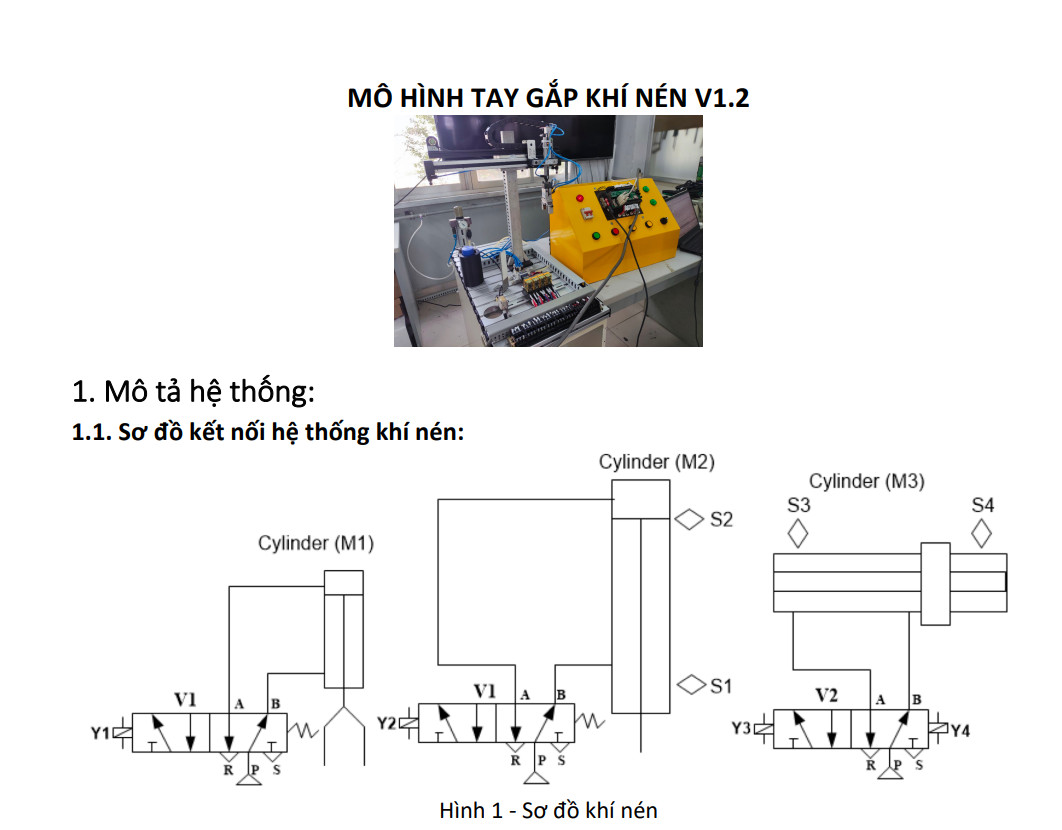 MÔ HÌNH TAY GẮP KHÍ NÉN V1.2
1. Mô tả hệ thống:
1.1. Sơ đồ kết nối hệ thống khí nén:
Cylinder (M1)
V1
A
B
Y1
T
T
R
P
S
Cylinder (M2)
S2
S1
V1
A
B
Y2
T
T
R
P
S
Cylinder (M3)
S3
S4
V2
A
B
Y3
Y4
T
T
R
P
S
Hình 1 - Sơ đồ khí nén